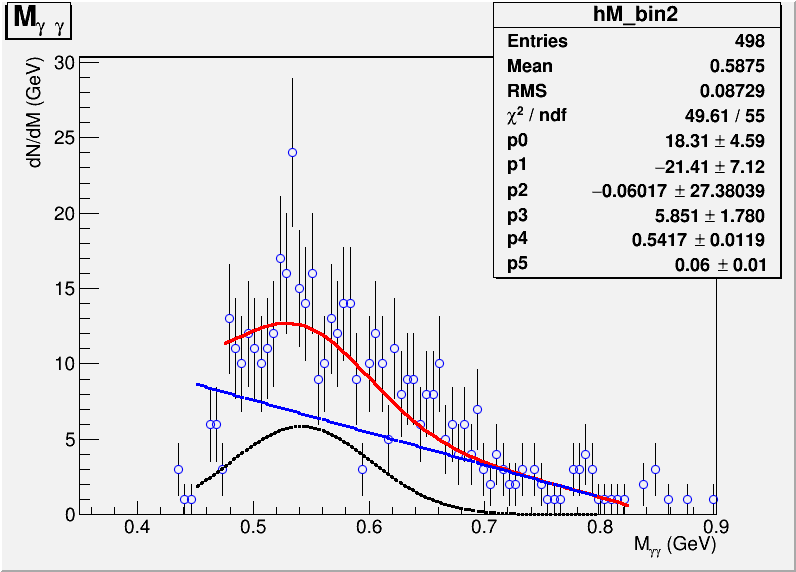 Mγ γ
hM_bin2
Entries 498
Mean 0.5875
RMS 0.08729
χ² / ndf 49.61 / 55
p0 18.31 ± 4.59
p1 −21.41 ± 7.12
p2 −0.06017 ± 27.38039
p3 5.851 ± 1.780
p4 0.5417 ± 0.0119
p5 0.06 ± 0.01
dN/dM (GeV)
30
25
20
15
10
5
0
0.4 0.5 0.6 0.7 0.8 0.9
Mγγ (GeV)